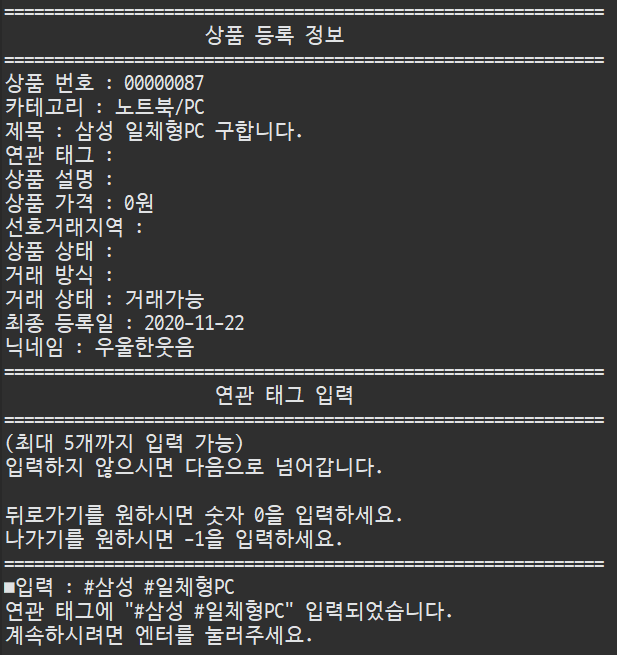 ============================================================
상품 등록 정보
============================================================
상품 번호 : 00000087
카테고리 : 노트북/PC
제목 : 삼성 일체형PC 구합니다.
연관 태그 :
상품 설명 :
상품 가격 : 0원
선호거래지역 :
상품 상태 :
거래 방식 :
거래 상태 : 거래가능
최종 등록일 : 2020-11-22
닉네임 : 우울한웃음
============================================================
연관 태그 입력
============================================================
(최대 5개까지 입력 가능)
입력하지 않으시면 다음으로 넘어갑니다.

뒤로가기를 원하시면 숫자 0을 입력하세요.
나가기를 원하시면 -1을 입력하세요.
============================================================
■입력 : #삼성 #일체형PC
연관 태그에 "#삼성 #일체형PC" 입력되었습니다.
계속하시려면 엔터를 눌러주세요.